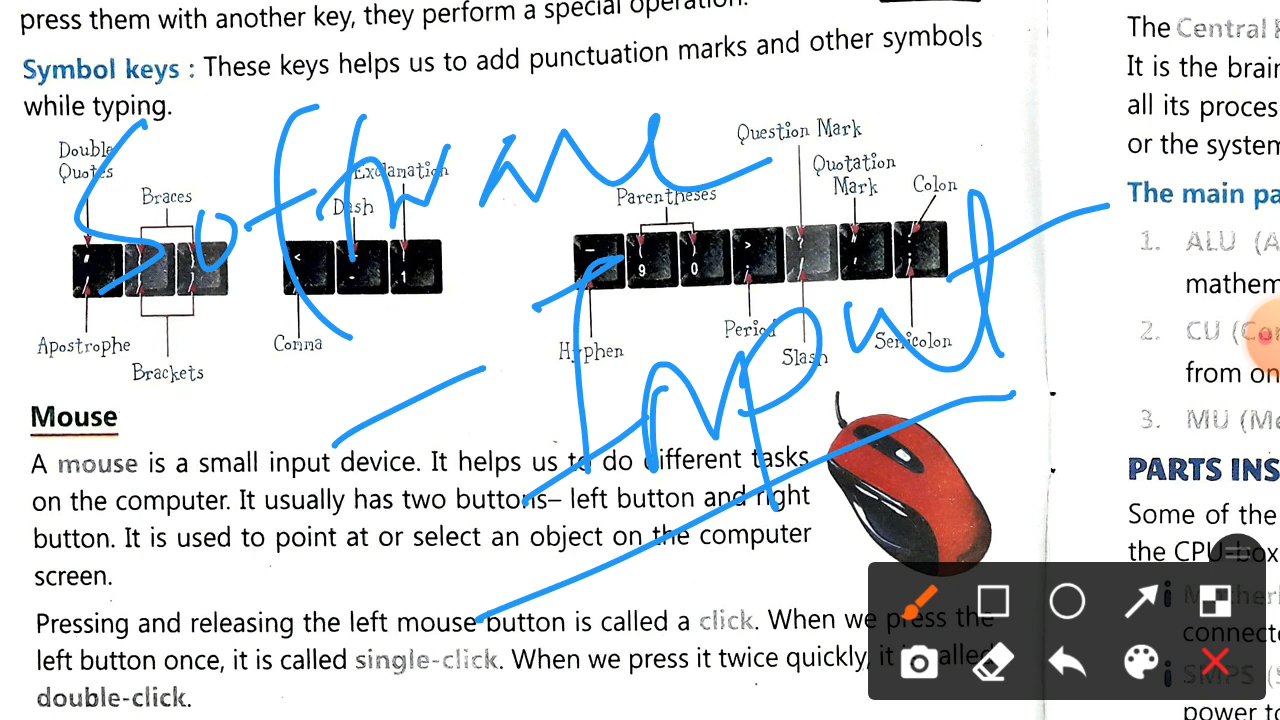 press them with another key, they perform a special operation.
Symbol keys : These keys helps us to add punctuation marks and other symbols
while typing.
Double Quotes
Braces
Exclamation
Dash
Apostrophe
Brackets
Comma
Question Mark
Parentheses
Quotation Mark
Colon
Hyphen
Period
Slash
Semicolon
9 0
Software
Input
Mouse
A mouse is a small input device. It helps us to do different tasks
on the computer. It usually has two buttons– left button and right
button. It is used to point at or select an object on the computer
screen.
Pressing and releasing the left mouse button is called a click. When we press the
left button once, it is called single-click. When we press it twice quickly, it is called
double-click.
The Central
It is the brain
all its proces
or the system
The main pa
1. ALU (A
mathem
2. CU (Con
from on
3. MU (Me
PARTS INS
Some of the
the CPU box
connecte
SMPS (S
power to